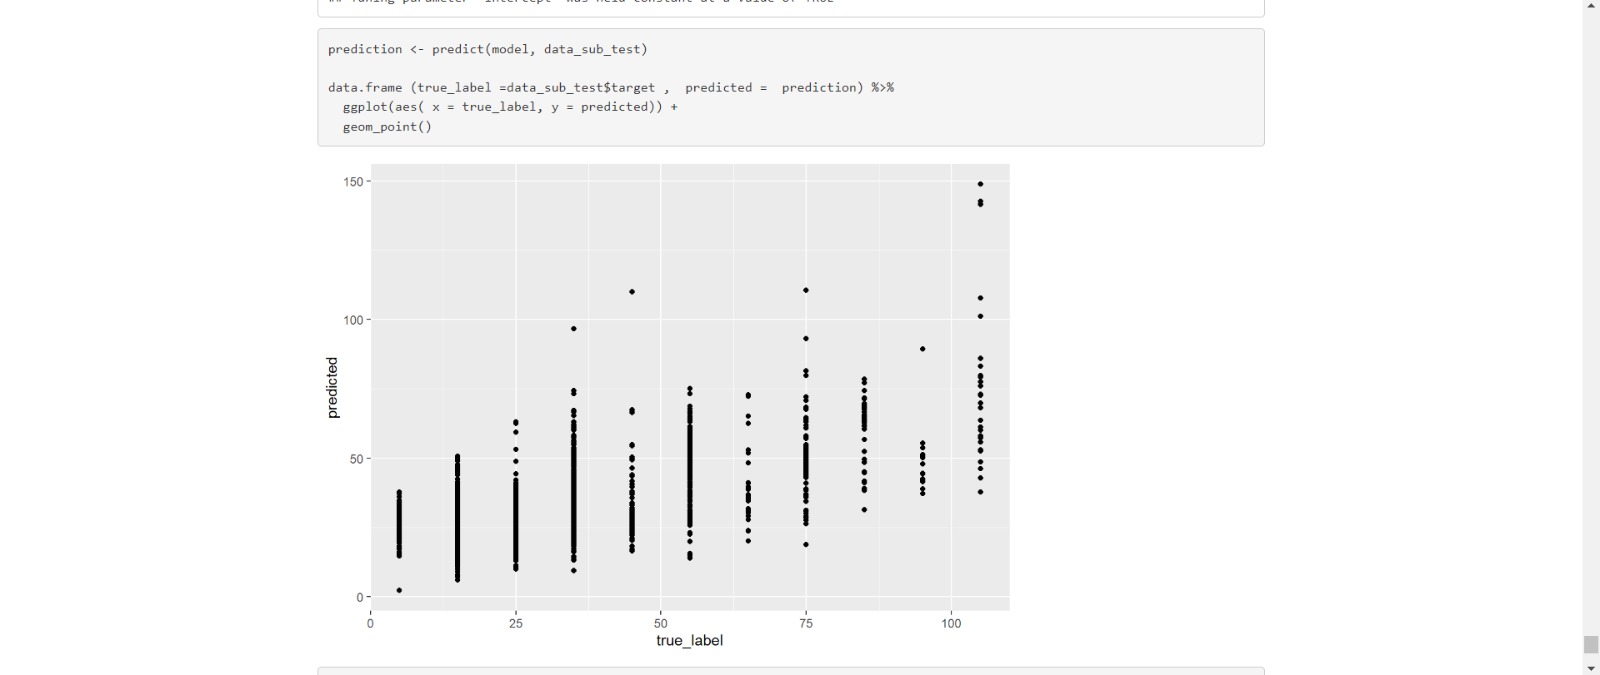 ## Tuning parameter 'intercept' was held constant at a value of TRUE
prediction <- predict(model, data_sub_test)
data.frame (true_label =data_sub_test$target ,  predicted =  prediction) %>%
  ggplot(aes( x = true_label, y = predicted)) +
  geom_point()
150
100
50
0
predicted
0 25 50 75 100
true_label